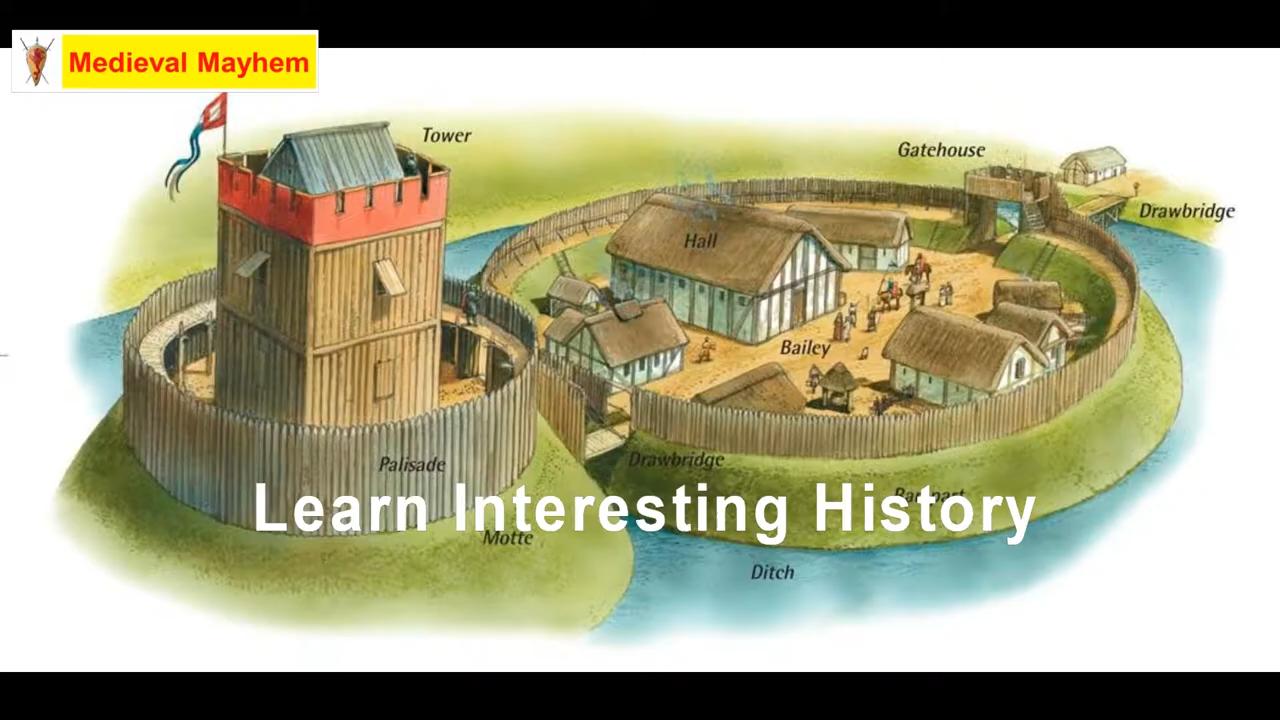 Medieval Mayhem
Tower
Gatehouse
Drawbridge
Hall
Bailey
Palisade
Drawbridge
Learn Interesting History
Motte
Ditch